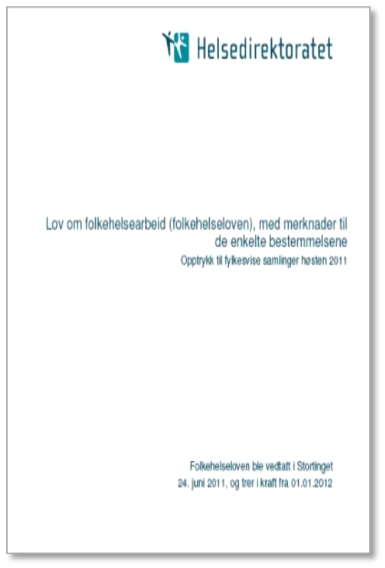 Helsedirektoratet
Lov om folkehelsearbeid (folkehelseloven), med merknader til
de enkelte bestemmelsene
Opptrykk til fylkesvise samlinger høsten 2011
Folkehelseloven ble vedtatt i Stortinget
24. juni 2011, og trer i kraft fra 01.01.2012